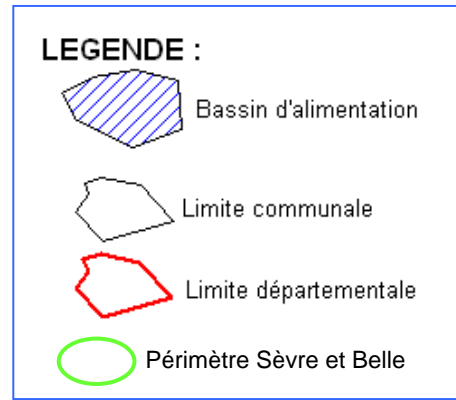 LEGENDE :
Bassin d'alimentation
Limite communale
Limite départementale
Périmètre Sèvre et Belle